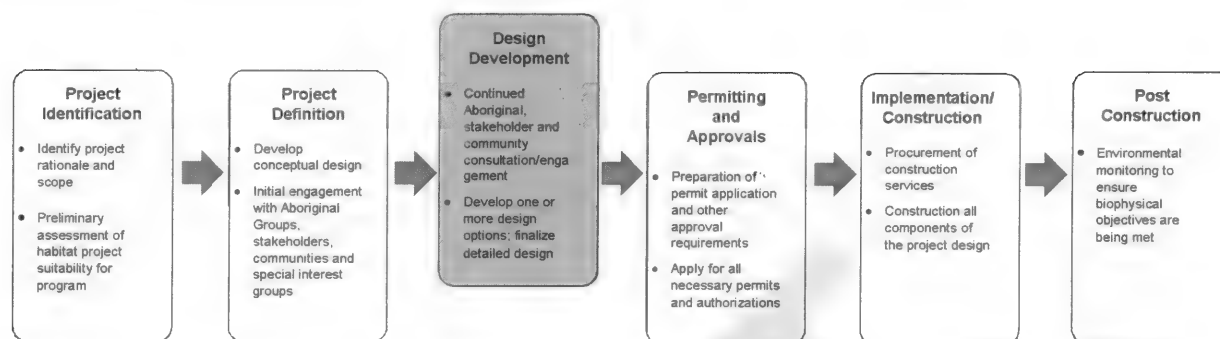 Project
Identification
• Identify project
rationale and
scope
• Preliminary
assessment of
habitat project
suitability for
program
Project
Definition
• Develop
conceptual design
• Initial engagement
with Aboriginal
Groups,
stakeholders,
communities and
special interest
groups
Design
Development
• Continued
Aboriginal,
stakeholder and
community
consultation/enga
gement
• Develop one or
more design
options; finalize
detailed design
Permitting
and
Approvals
• Preparation of
permit application
and other
approval
requirements
• Apply for all
necessary permits
and authorizations
Implementation/
Construction
• Procurement of
construction
services
• Construction all
components of
the project design
Post
Construction
• Environmental
monitoring to
ensure
biophysical
objectives are
being met